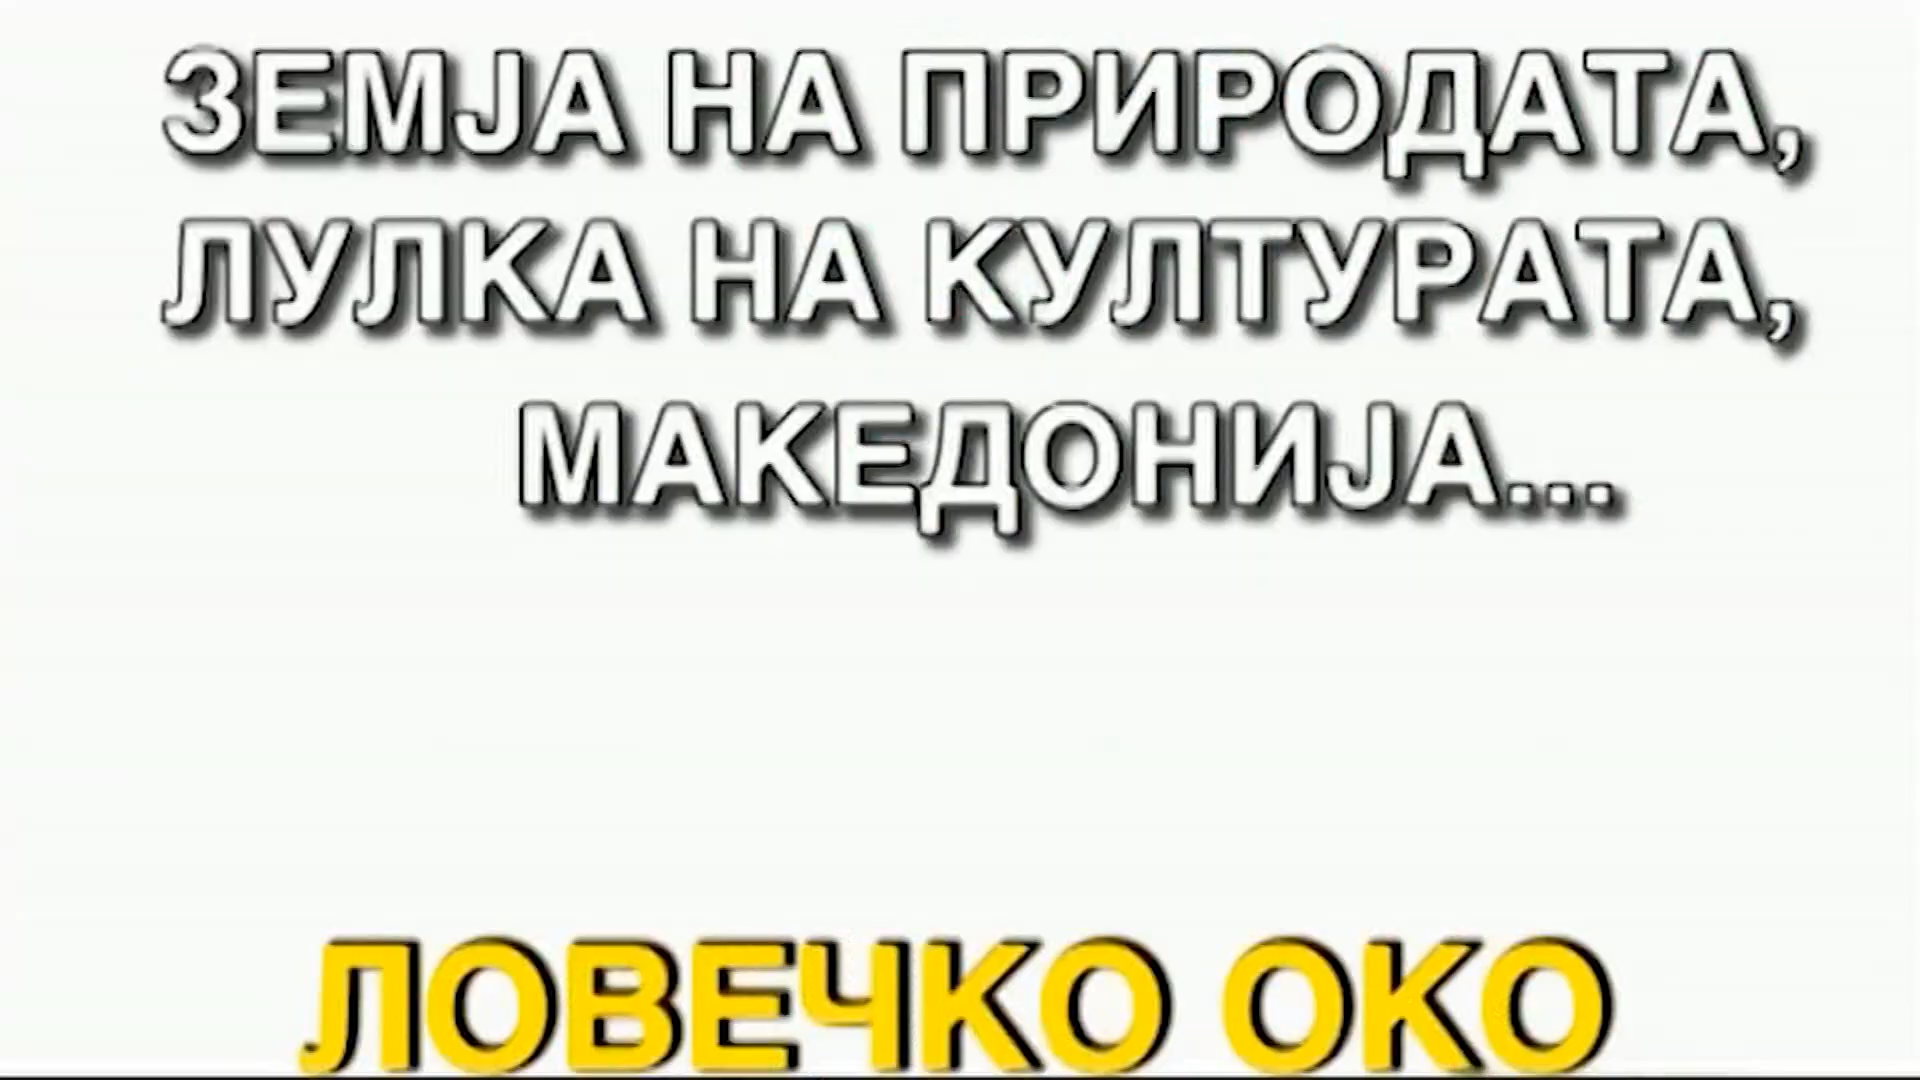 ЗЕМЈА НА ПРИРОДАТА,
ЛУЛКА НА КУЛТУРАТА,
МАКЕДОНИЈА...
ЛОВЕЧКО ОКО